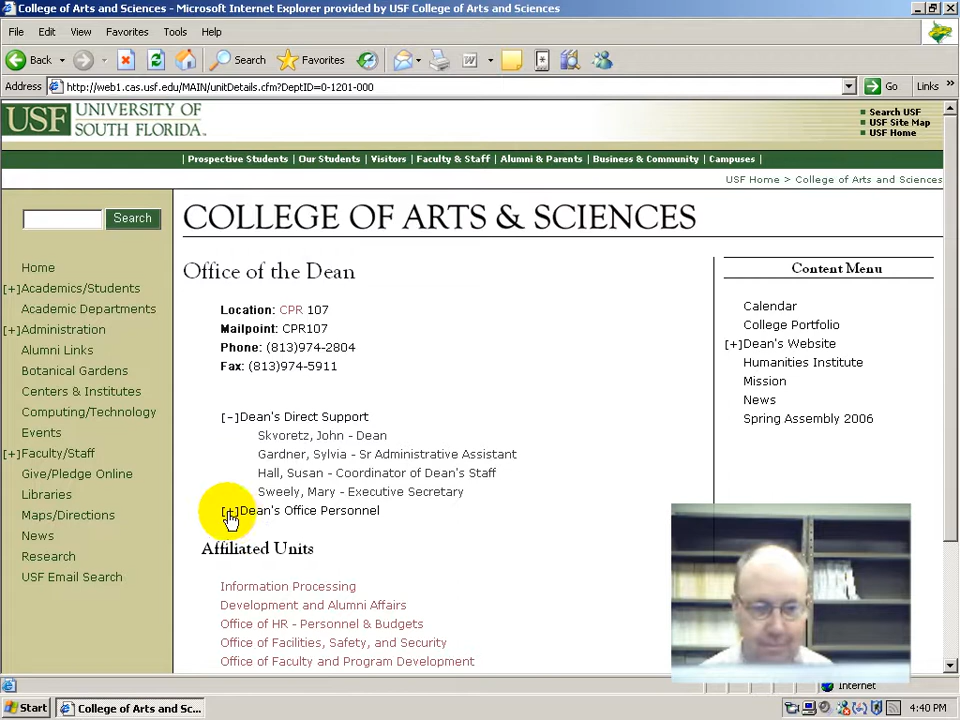 College of Arts and Sciences - Microsoft Internet Explorer provided by USF College of Arts and Sciences
File Edit View Favorites Tools Help
Back Search Favorites
Address http://web1.cas.usf.edu/MAIN/unitDetails.cfm?DeptID=0-1201-000 Go Links »
USF UNIVERSITY OF SOUTH FLORIDA
Search USF
USF Site Map
USF Home
| Prospective Students | Our Students | Visitors | Faculty & Staff | Alumni & Parents | Business & Community | Campuses |
USF Home > College of Arts and Sciences
Search
Home
[+]Academics/Students
Academic Departments
[+]Administration
Alumni Links
Botanical Gardens
Centers & Institutes
Computing/Technology
Events
[+]Faculty/Staff
Give/Pledge Online
Libraries
Maps/Directions
News
Research
USF Email Search
COLLEGE OF ARTS & SCIENCES
Office of the Dean
Location: CPR 107
Mailpoint: CPR107
Phone: (813)974-2804
Fax: (813)974-5911
[-]Dean's Direct Support
Skvoretz, John - Dean
Gardner, Sylvia - Sr Administrative Assistant
Hall, Susan - Coordinator of Dean's Staff
Sweely, Mary - Executive Secretary
[+]Dean's Office Personnel
Affiliated Units
Information Processing
Development and Alumni Affairs
Office of HR - Personnel & Budgets
Office of Facilities, Safety, and Security
Office of Faculty and Program Development
Content Menu
Calendar
College Portfolio
[+]Dean's Website
Humanities Institute
Mission
News
Spring Assembly 2006
Internet
Start College of Arts and Sc... 4:40 PM